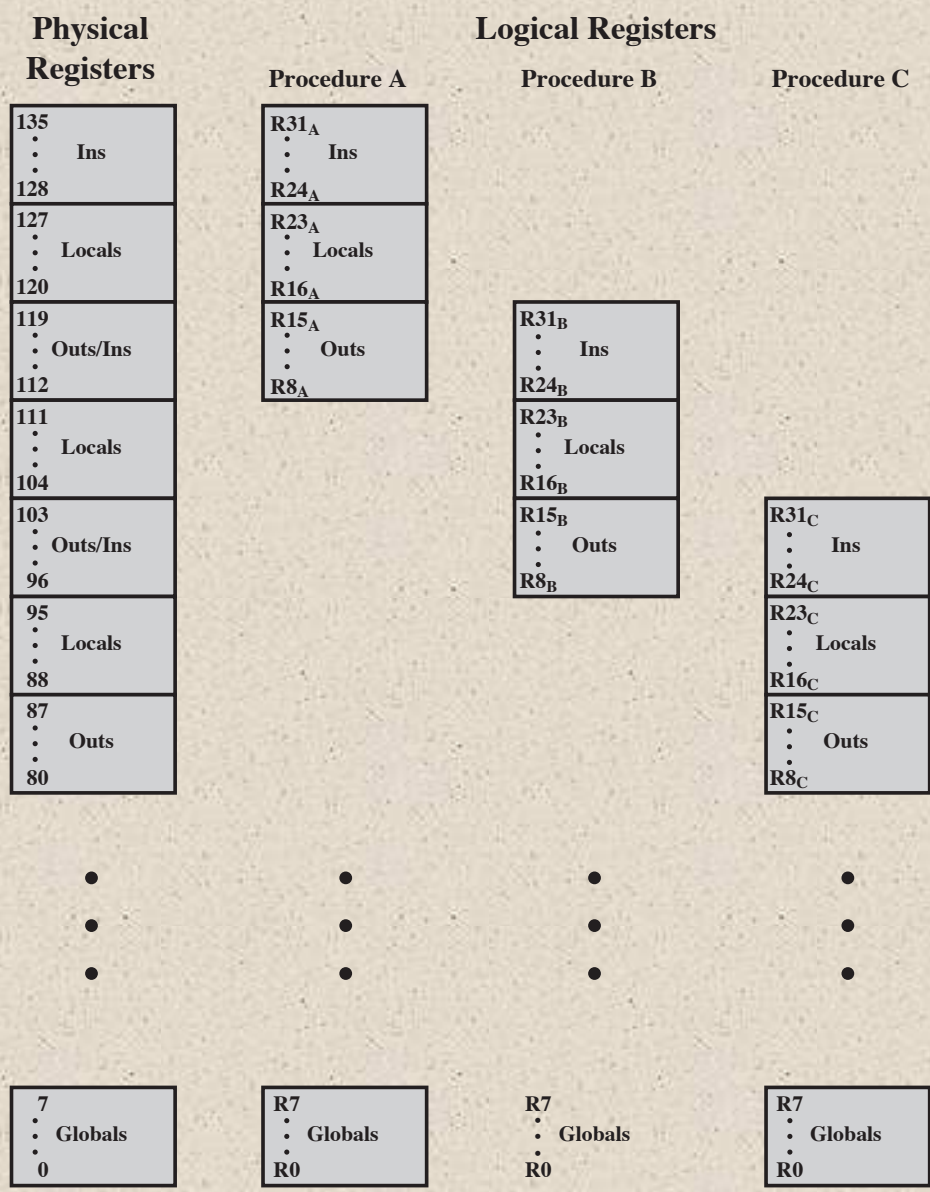 Physical
Registers
Logical Registers
Procedure A
Procedure B
Procedure C
135
Ins
128
127
Locals
120
119
Outs/Ins
112
111
Locals
104
103
Outs/Ins
96
95
Locals
88
87
Outs
80
7
Globals
0
R31A
Ins
R24A
R23A
Locals
R16A
R15A
Outs
R8A
R7
Globals
R0
R31B
Ins
R24B
R23B
Locals
R16B
R15B
Outs
R8B
R7
Globals
R0
R31C
Ins
R24C
R23C
Locals
R16C
R15C
Outs
R8C
R7
Globals
R0